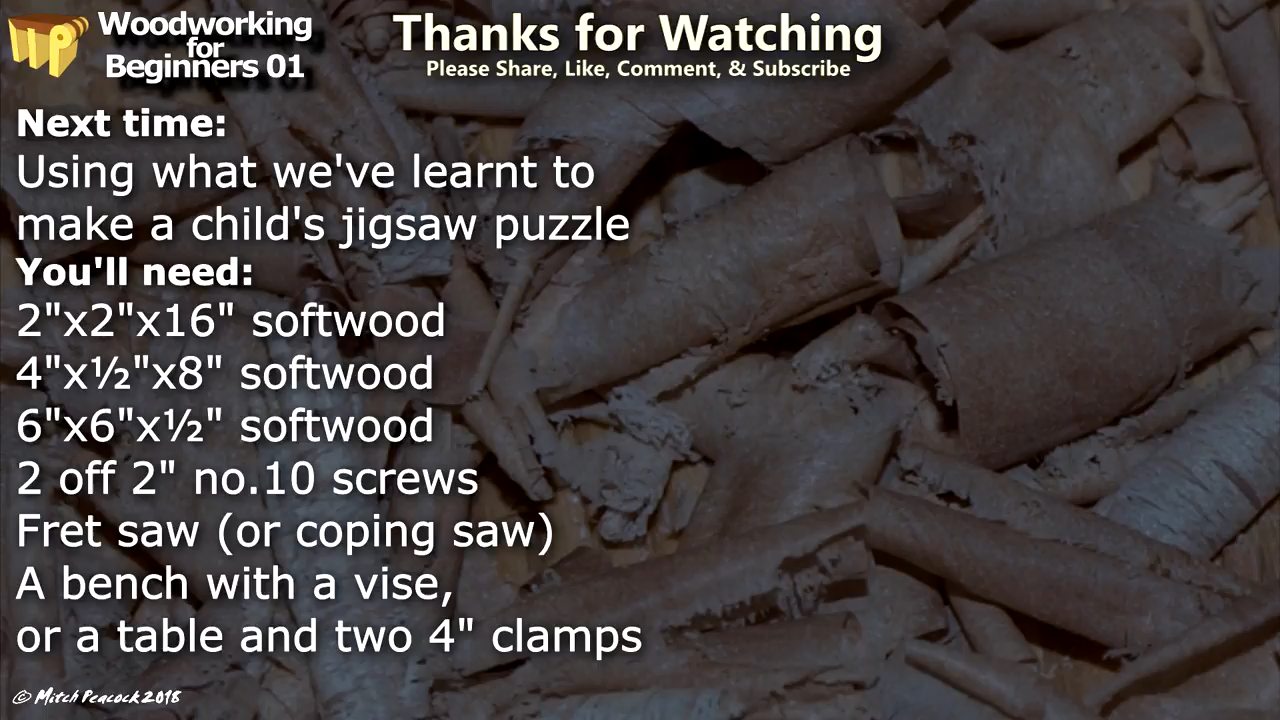 Woodworking
for
Beginners 01
Thanks for Watching
Please Share, Like, Comment, & Subscribe
Next time:
Using what we've learnt to
make a child's jigsaw puzzle
You'll need:
2"x2"x16" softwood
4"x½"x8" softwood
6"x6"x½" softwood
2 off 2" no.10 screws
Fret saw (or coping saw)
A bench with a vise,
or a table and two 4" clamps
© Mitch Peacock 2018